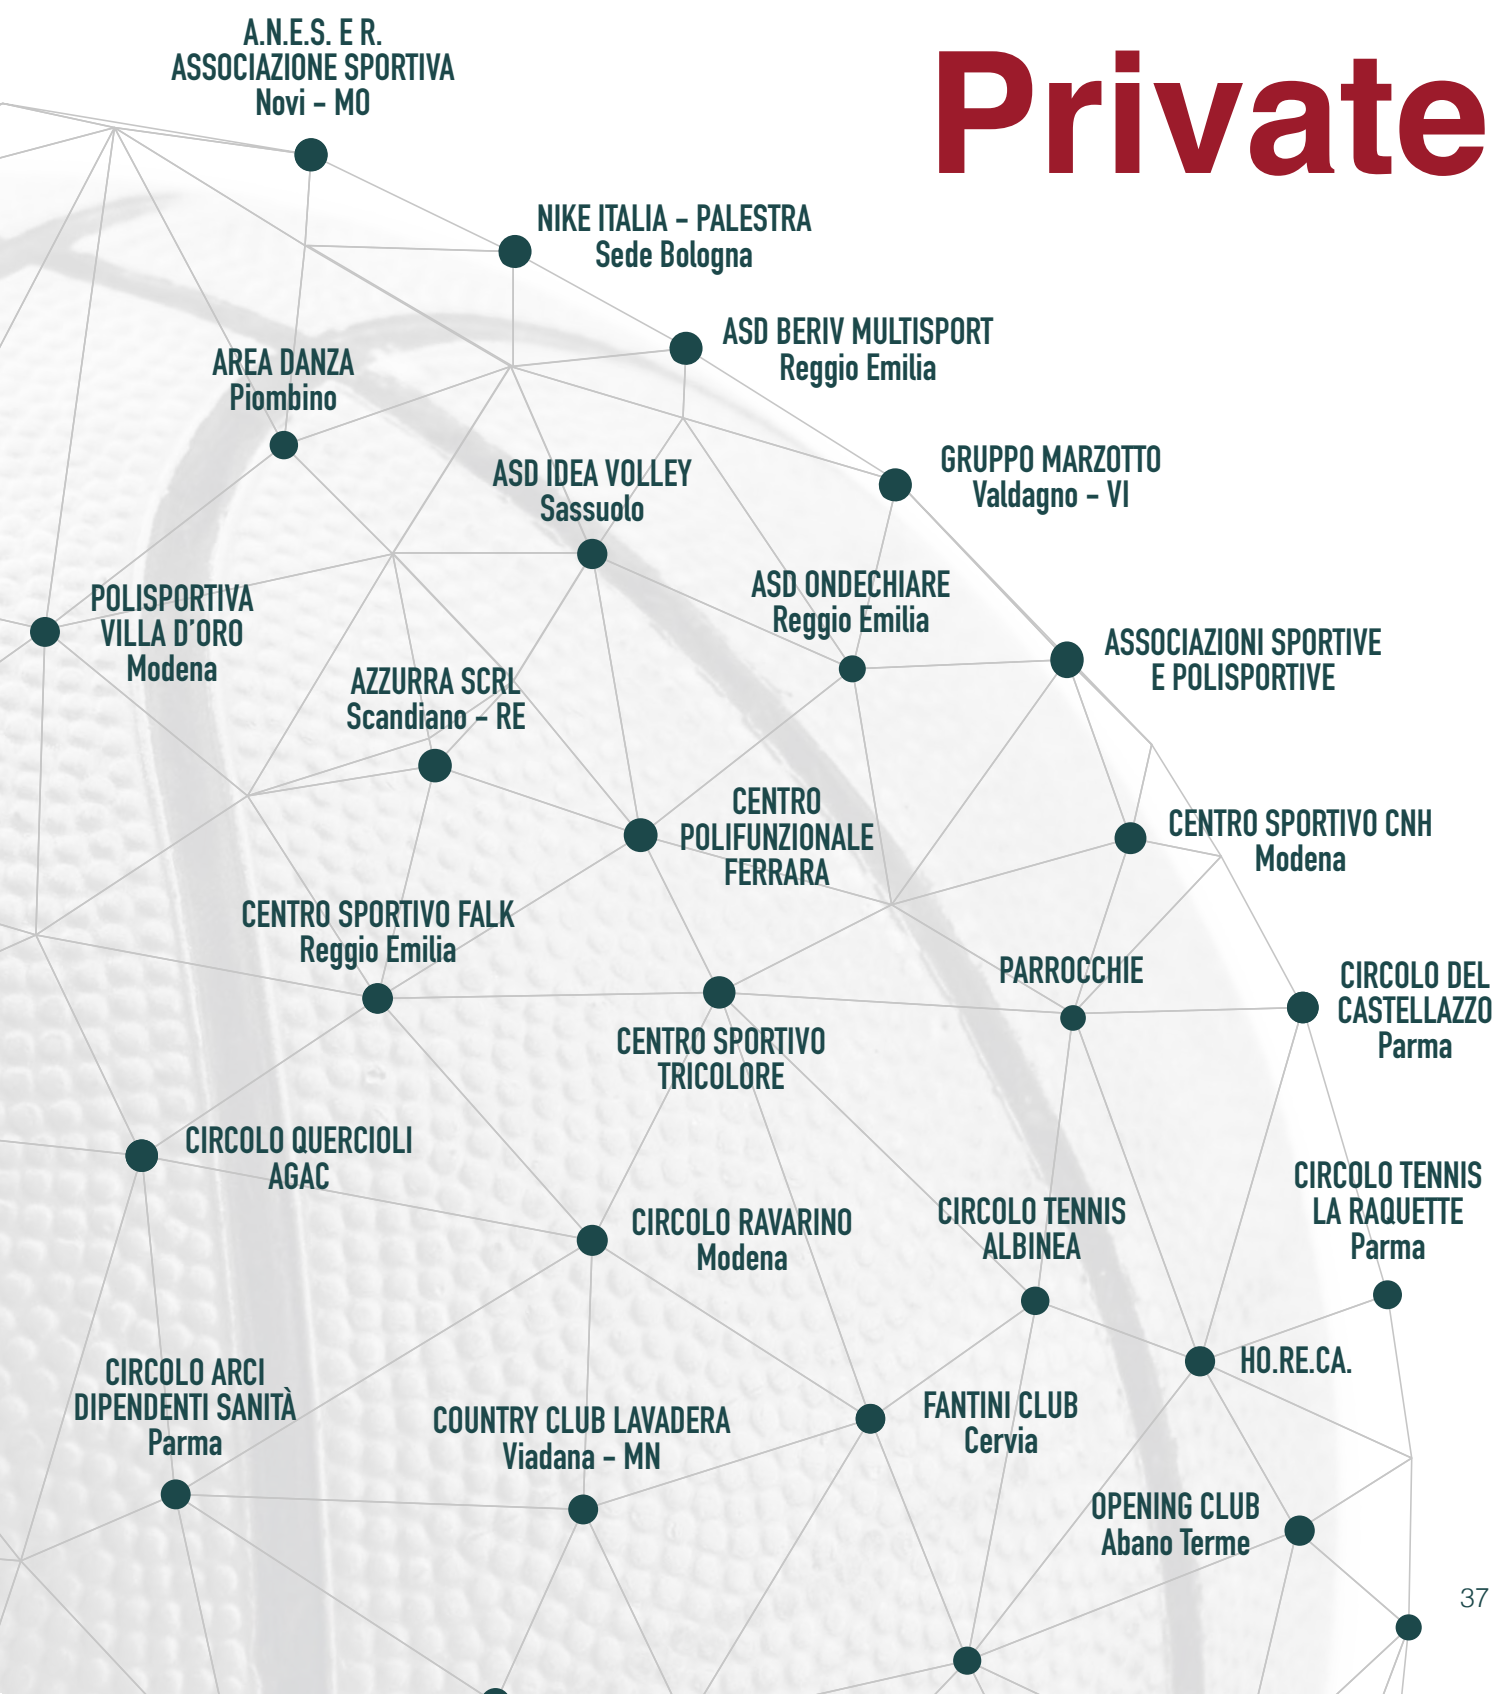 A.N.E.S. E R.
ASSOCIAZIONE SPORTIVA
Novi – MO
Private
NIKE ITALIA – PALESTRA
Sede Bologna
ASD BERIV MULTISPORT
Reggio Emilia
AREA DANZA
Piombino
ASD IDEA VOLLEY
Sassuolo
GRUPPO MARZOTTO
Valdagno – VI
POLISPORTIVA
VILLA D'ORO
Modena
ASD ONDECHIARE
Reggio Emilia
ASSOCIAZIONI SPORTIVE
E POLISPORTIVE
AZZURRA SCRL
Scandiano – RE
CENTRO
POLIFUNZIONALE
FERRARA
CENTRO SPORTIVO CNH
Modena
CENTRO SPORTIVO FALK
Reggio Emilia
PARROCCHIE
CIRCOLO DEL
CASTELLAZZO
Parma
CENTRO SPORTIVO
TRICOLORE
CIRCOLO QUERCIOLI
AGAC
CIRCOLO RAVARINO
Modena
CIRCOLO TENNIS
ALBINEA
CIRCOLO TENNIS
LA RAQUETTE
Parma
HO.RE.CA.
CIRCOLO ARCI
DIPENDENTI SANITÀ
Parma
COUNTRY CLUB LAVADERA
Viadana – MN
FANTINI CLUB
Cervia
OPENING CLUB
Abano Terme
37